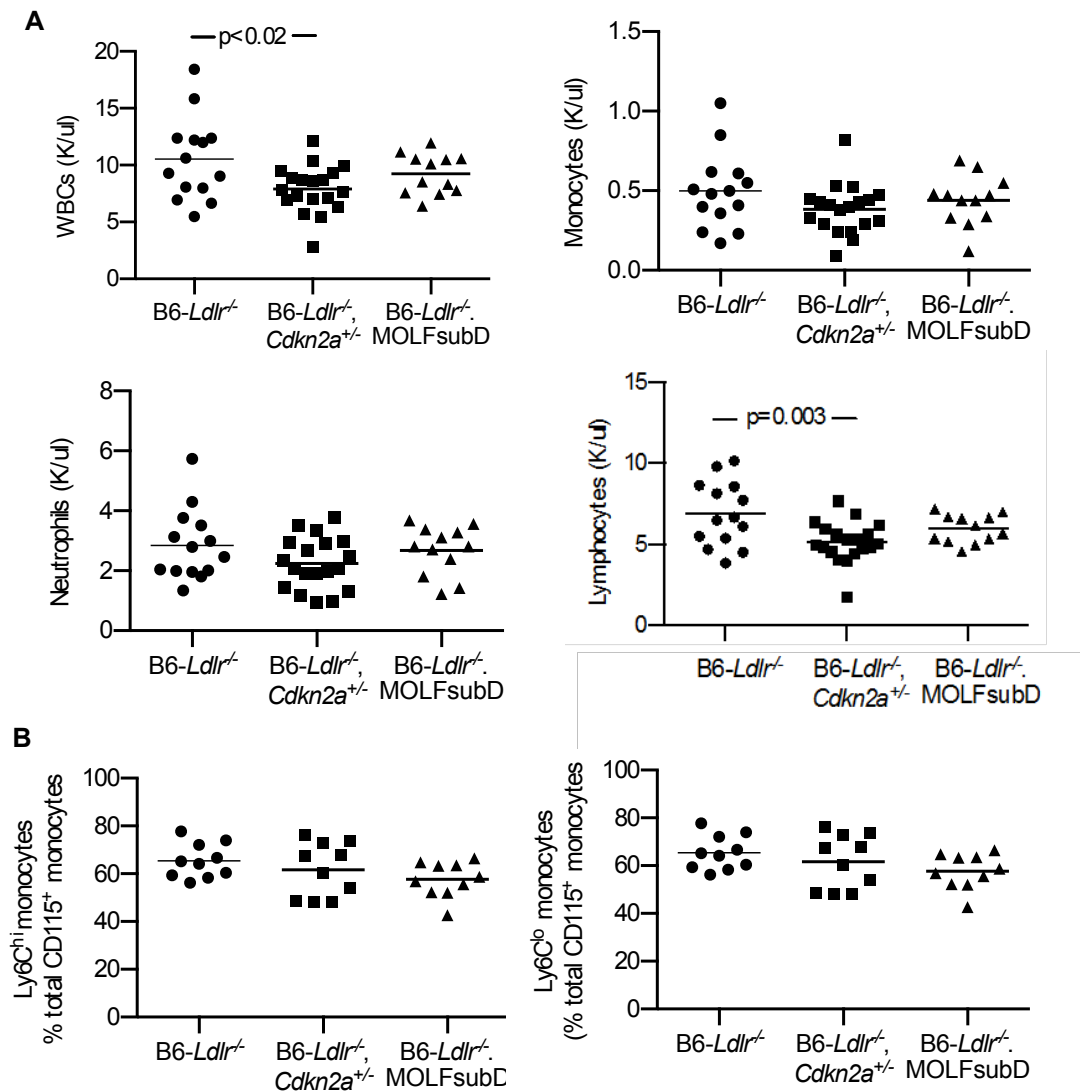 A
WBCs (K/ul)
20
15
10
5
0
p<0.02
B6-Ldlr-/-
B6-Ldlr-/-,
Cdkn2a+/-
B6-Ldlr-/-.
MOLFsubD
Monocytes (K/ul)
1.5
1.0
0.5
0.0
B6-Ldlr-/-
B6-Ldlr-/-,
Cdkn2a+/-
B6-Ldlr-/-.
MOLFsubD
Neutrophils (K/ul)
8
6
4
2
0
B6-Ldlr-/-
B6-Ldlr-/-,
Cdkn2a+/-
B6-Ldlr-/-.
MOLFsubD
Lymphocytes (K/ul)
15
10
5
0
p=0.003
B6-Ldlr-/-
B6-Ldlr-/-,
Cdkn2a+/-
B6-Ldlr-/-.
MOLFsubD
B
Ly6Chi monocytes
% total CD115+ monocytes
100
80
60
40
20
0
B6-Ldlr-/-
B6-Ldlr-/-,
Cdkn2a+/-
B6-Ldlr-/-.
MOLFsubD
Ly6Clo monocytes
(% total CD115+ monocytes
100
80
60
40
20
0
B6-Ldlr-/-
B6-Ldlr-/-,
Cdkn2a+/-
B6-Ldlr-/-.
MOLFsubD